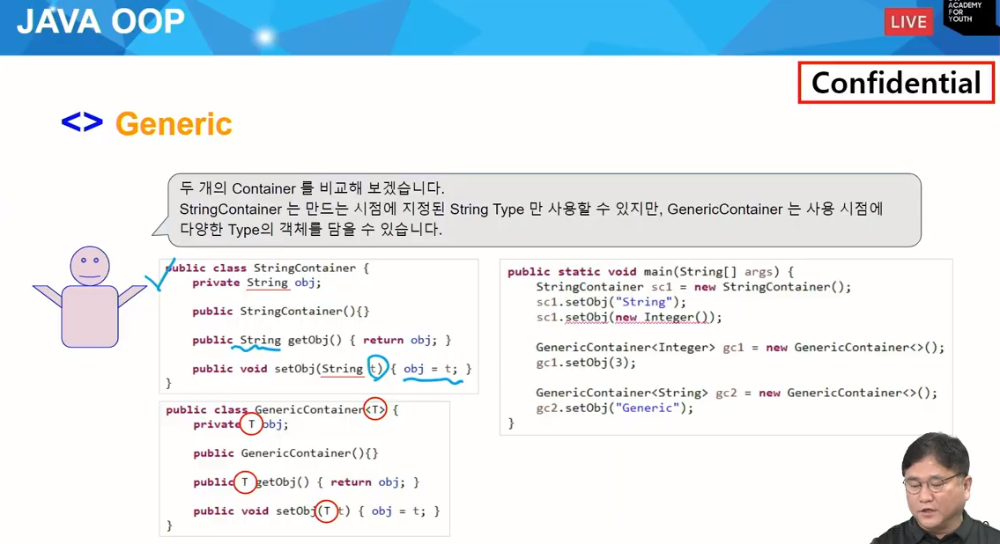 JAVA OOP
LIVE
ACADEMY
FOR
YOUTH
Confidential
<> Generic
두 개의 Container 를 비교해 보겠습니다.
StringContainer 는 만드는 시점에 지정된 String Type 만 사용할 수 있지만, GenericContainer 는 사용 시점에
다양한 Type의 객체를 담을 수 있습니다.
public class StringContainer {
private String obj;
public StringContainer(){}
public String getObj() { return obj; }
public void setObj(String t) { obj = t; }
}
public class GenericContainer<T> {
private T obj;
public GenericContainer(){}
public T getObj() { return obj; }
public void setObj(T t) { obj = t; }
}
public static void main(String[] args) {
StringContainer sc1 = new StringContainer();
sc1.setObj("String");
sc1.setObj(new Integer());
GenericContainer<Integer> gc1 = new GenericContainer<>();
gc1.setObj(3);
GenericContainer<String> gc2 = new GenericContainer<>();
gc2.setObj("Generic");
}